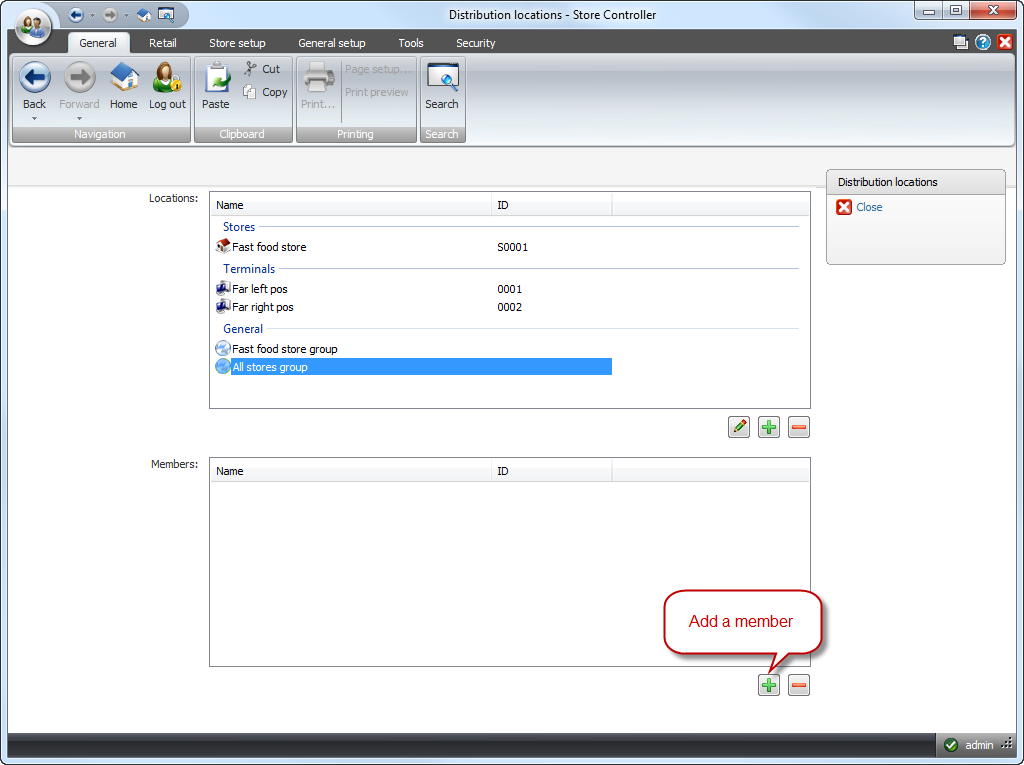 Distribution locations - Store Controller
General Retail Store setup General setup Tools Security
Back Forward Home Log out
Navigation
Paste Cut Copy
Clipboard
Print... Page setup... Print preview
Printing
Search
Search
Locations:
Name ID
Stores
Fast food store S0001
Terminals
Far left pos 0001
Far right pos 0002
General
Fast food store group
All stores group
Distribution locations
Close
Members:
Name ID
Add a member
admin